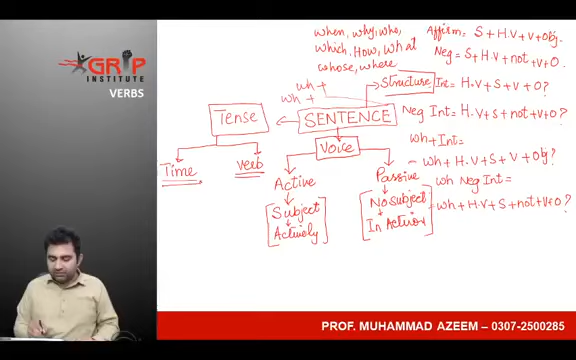 GRIP
INSTITUTE
VERBS
when, why, who,
which, How, what
whose, where
wh +
wh +
Affirm = S + H.V + V + Obj.
Neg = S + H.V + not + V + O.
Structure
Int = H.V + S + V + O?
Neg Int = H.V + S + not + V + O?
wh + Int =
wh + H.V + S + V + Obj?
wh Neg Int =
wh + H.V + S + not + V + O?
Tense
SENTENCE
Time
verb
Voice
Active
Passive
Subject
Actively
No Subject
In Action
PROF. MUHAMMAD AZEEM – 0307-2500285